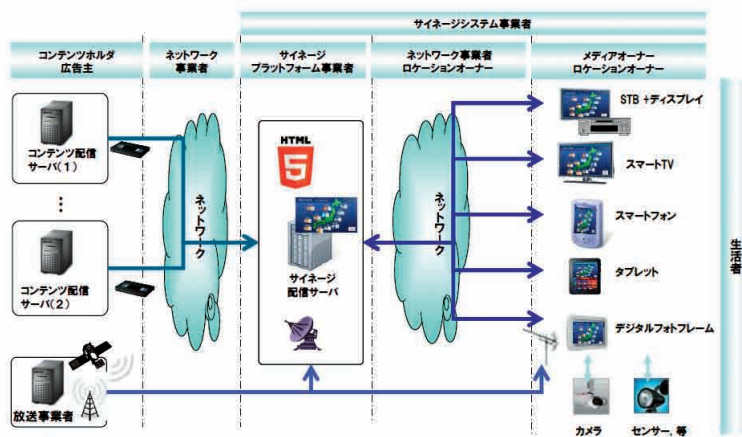 サイネージシステム事業者
コンテンツホルダ
広告主
ネットワーク
事業者
サイネージ
プラットフォーム事業者
ネットワーク事業者
ロケーションオーナー
メディアオーナー
ロケーションオーナー
コンテンツ配信
サーバ(1)
⋮
コンテンツ配信
サーバ(2)
放送事業者
ネットワーク
HTML
5
サイネージ
配信サーバ
ネットワーク
STB +ディスプレイ
スマートTV
スマートフォン
タブレット
デジタルフォトフレーム
カメラ
センサー, 等
生活者